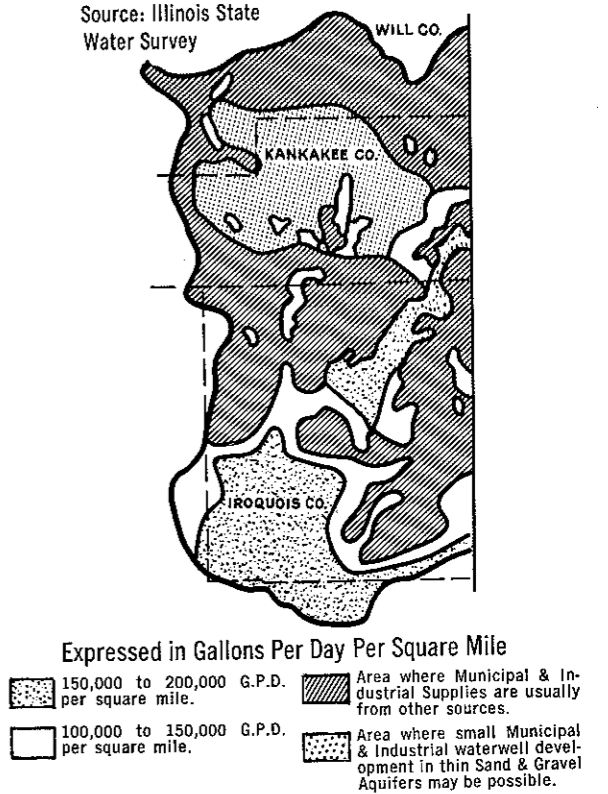 Source: Illinois State
Water Survey
WILL CO.
KANKAKEE CO.
IROQUOIS CO.
Expressed in Gallons Per Day Per Square Mile
150,000 to 200,000 G.P.D.
per square mile.
100,000 to 150,000 G.P.D.
per square mile.
Area where Municipal & In-
dustrial Supplies are usually
from other sources.
Area where small Municipal
& Industrial waterwell devel-
opment in thin Sand & Gravel
Aquifers may be possible.